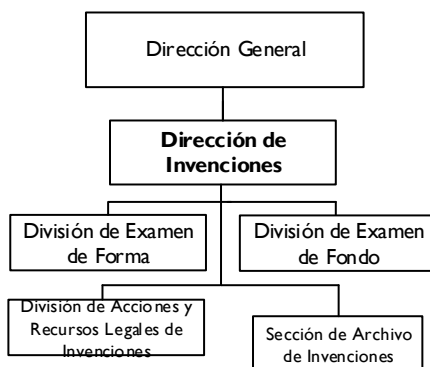 Dirección General
Dirección de
Invenciones
División de Examen
de Forma
División de Examen
de Fondo
División de Acciones y
Recursos Legales de
Invenciones
Sección de Archivo
de Invenciones